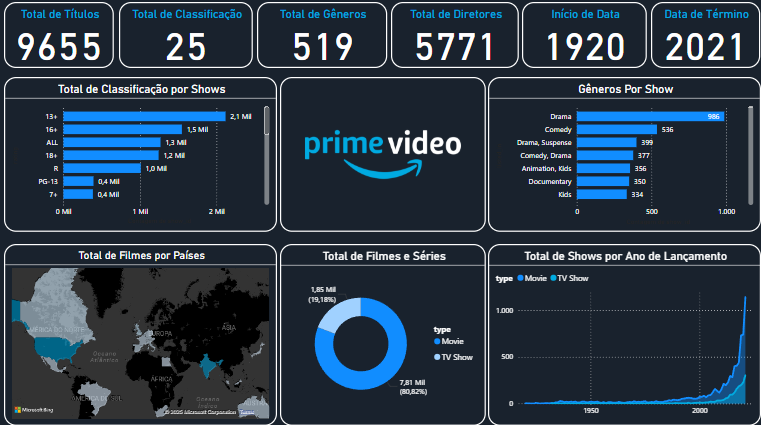 Total de Títulos
9655
Total de Classificação
25
Total de Gêneros
519
Total de Diretores
5771
Início de Data
1920
Data de Término
2021
Total de Classificação por Shows
13+ 2,1 Mil
16+ 1,5 Mil
ALL 1,3 Mil
18+ 1,2 Mil
R 1,0 Mil
PG-13 0,4 Mil
7+ 0,4 Mil
0 Mil 1 Mil 2 Mil
prime video
Gêneros Por Show
Drama 986
Comedy 536
Drama, Suspense 399
Comedy, Drama 377
Animation, Kids 356
Documentary 350
Kids 334
0 500 1.000
Total de Filmes por Países
AMÉRICA DO NORTE
EUROPA
ÁSIA
Oceano
Atlântico
ÁFRICA
AMÉRICA DO SUL
Oceano
Índico
Microsoft Bing
© 2025 Microsoft Corporation Terms
Total de Filmes e Séries
1,85 Mil
(19,18%)
type
Movie
TV Show
7,81 Mil
(80,82%)
Total de Shows por Ano de Lançamento
type Movie TV Show
1.000
500
0
1950 2000